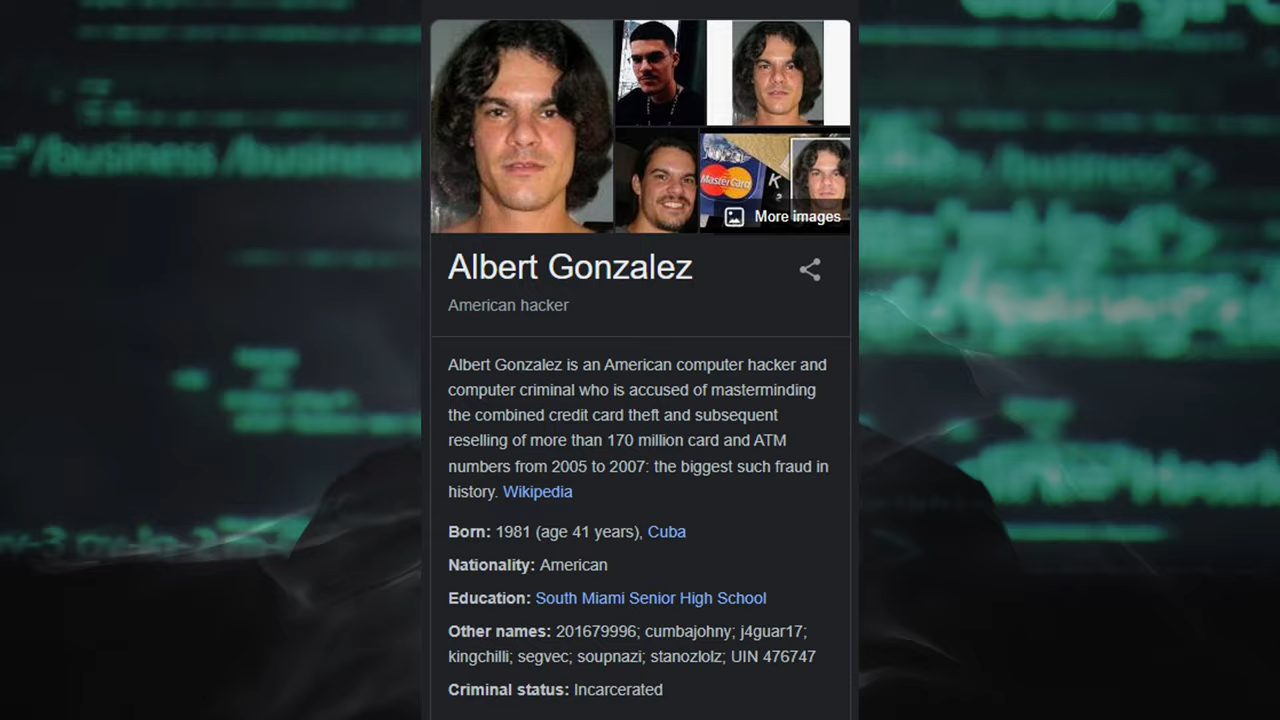 MasterCard
More images
Albert Gonzalez
American hacker
Albert Gonzalez is an American computer hacker and
computer criminal who is accused of masterminding
the combined credit card theft and subsequent
reselling of more than 170 million card and ATM
numbers from 2005 to 2007: the biggest such fraud in
history. Wikipedia
Born: 1981 (age 41 years), Cuba
Nationality: American
Education: South Miami Senior High School
Other names: 201679996; cumbajohny; j4guar17;
kingchilli; segvec; soupnazi; stanozlolz; UIN 476747
Criminal status: Incarcerated